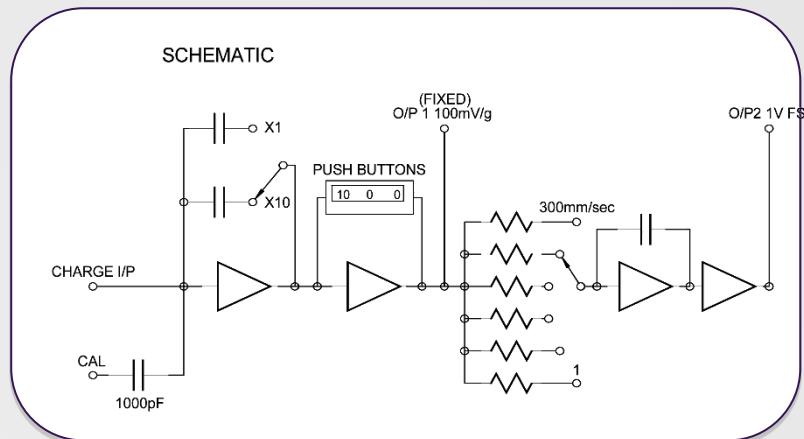 SCHEMATIC
(FIXED)
O/P 1 100mV/g
O/P2 1V FS
X1
PUSH BUTTONS
10 0 0
X10
300mm/sec
CHARGE I/P
CAL
1000pF
1